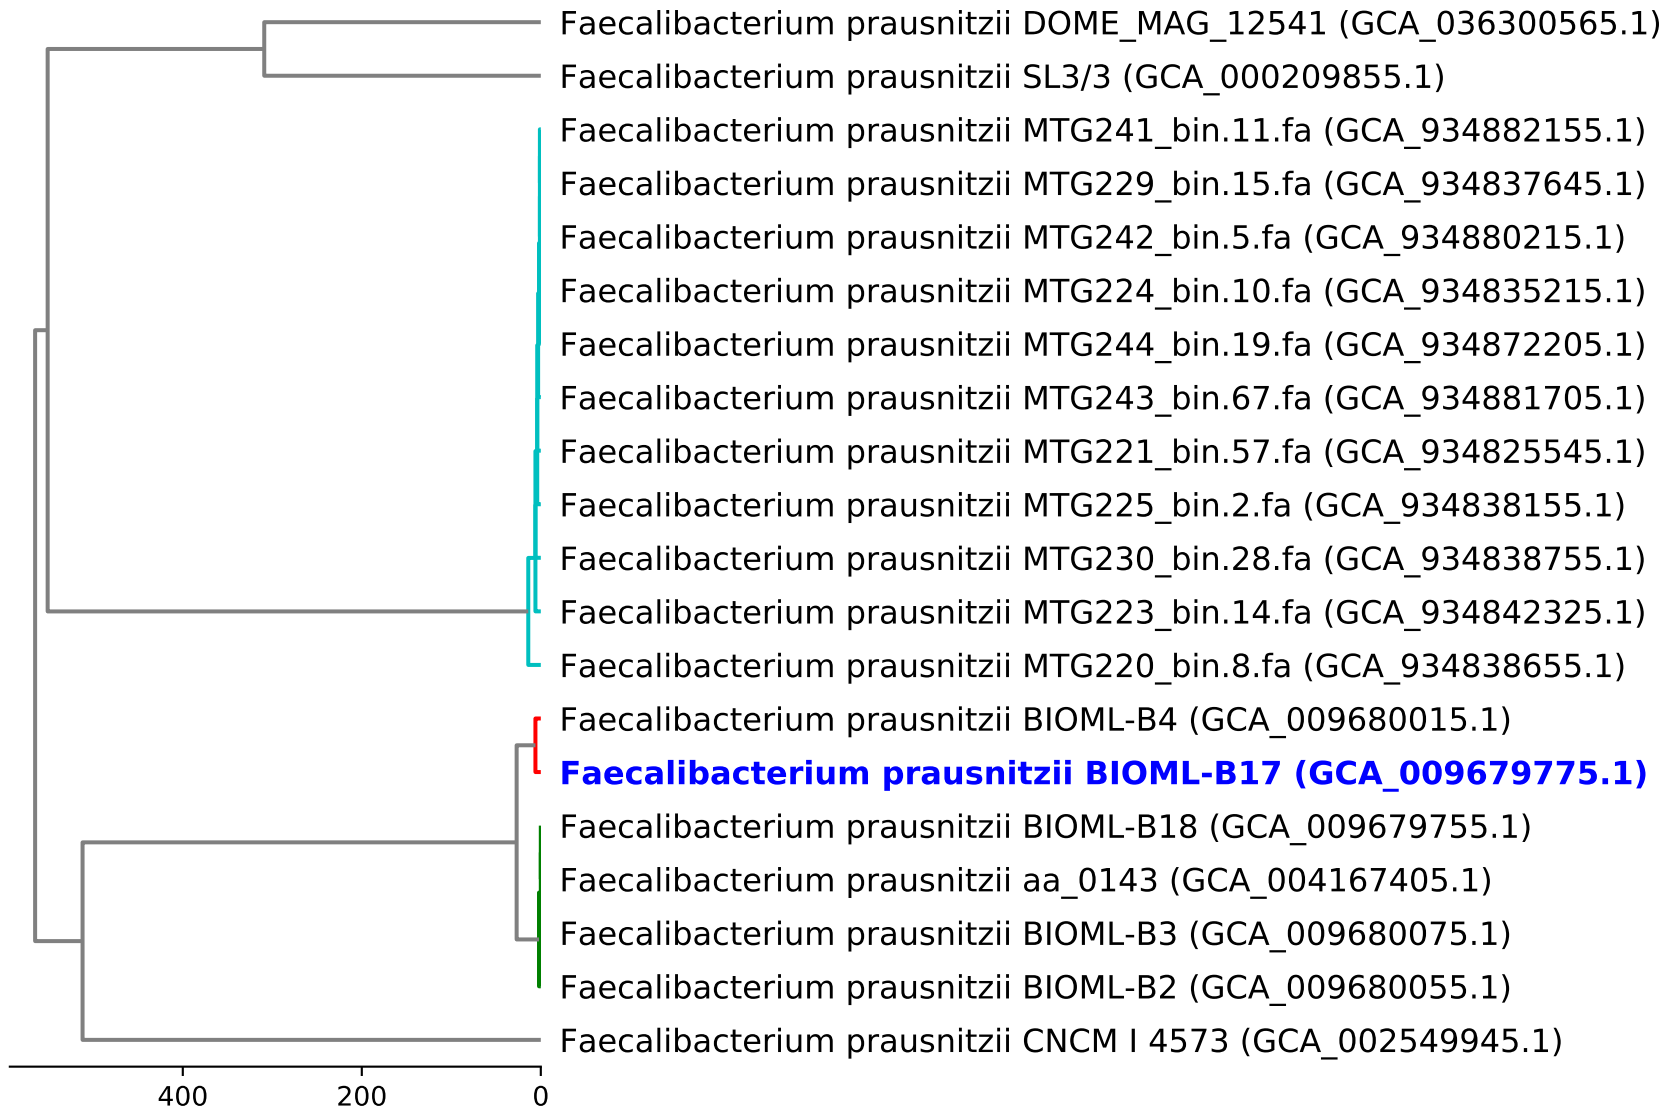 Faecalibacterium prausnitzii DOME_MAG_12541 (GCA_036300565.1)
Faecalibacterium prausnitzii SL3/3 (GCA_000209855.1)
Faecalibacterium prausnitzii MTG241_bin.11.fa (GCA_934882155.1)
Faecalibacterium prausnitzii MTG229_bin.15.fa (GCA_934837645.1)
Faecalibacterium prausnitzii MTG242_bin.5.fa (GCA_934880215.1)
Faecalibacterium prausnitzii MTG224_bin.10.fa (GCA_934835215.1)
Faecalibacterium prausnitzii MTG244_bin.19.fa (GCA_934872205.1)
Faecalibacterium prausnitzii MTG243_bin.67.fa (GCA_934881705.1)
Faecalibacterium prausnitzii MTG221_bin.57.fa (GCA_934825545.1)
Faecalibacterium prausnitzii MTG225_bin.2.fa (GCA_934838155.1)
Faecalibacterium prausnitzii MTG230_bin.28.fa (GCA_934838755.1)
Faecalibacterium prausnitzii MTG223_bin.14.fa (GCA_934842325.1)
Faecalibacterium prausnitzii MTG220_bin.8.fa (GCA_934838655.1)
Faecalibacterium prausnitzii BIOML-B4 (GCA_009680015.1)
Faecalibacterium prausnitzii BIOML-B17 (GCA_009679775.1)
Faecalibacterium prausnitzii BIOML-B18 (GCA_009679755.1)
Faecalibacterium prausnitzii aa_0143 (GCA_004167405.1)
Faecalibacterium prausnitzii BIOML-B3 (GCA_009680075.1)
Faecalibacterium prausnitzii BIOML-B2 (GCA_009680055.1)
Faecalibacterium prausnitzii CNCM I 4573 (GCA_002549945.1)
400 200 0